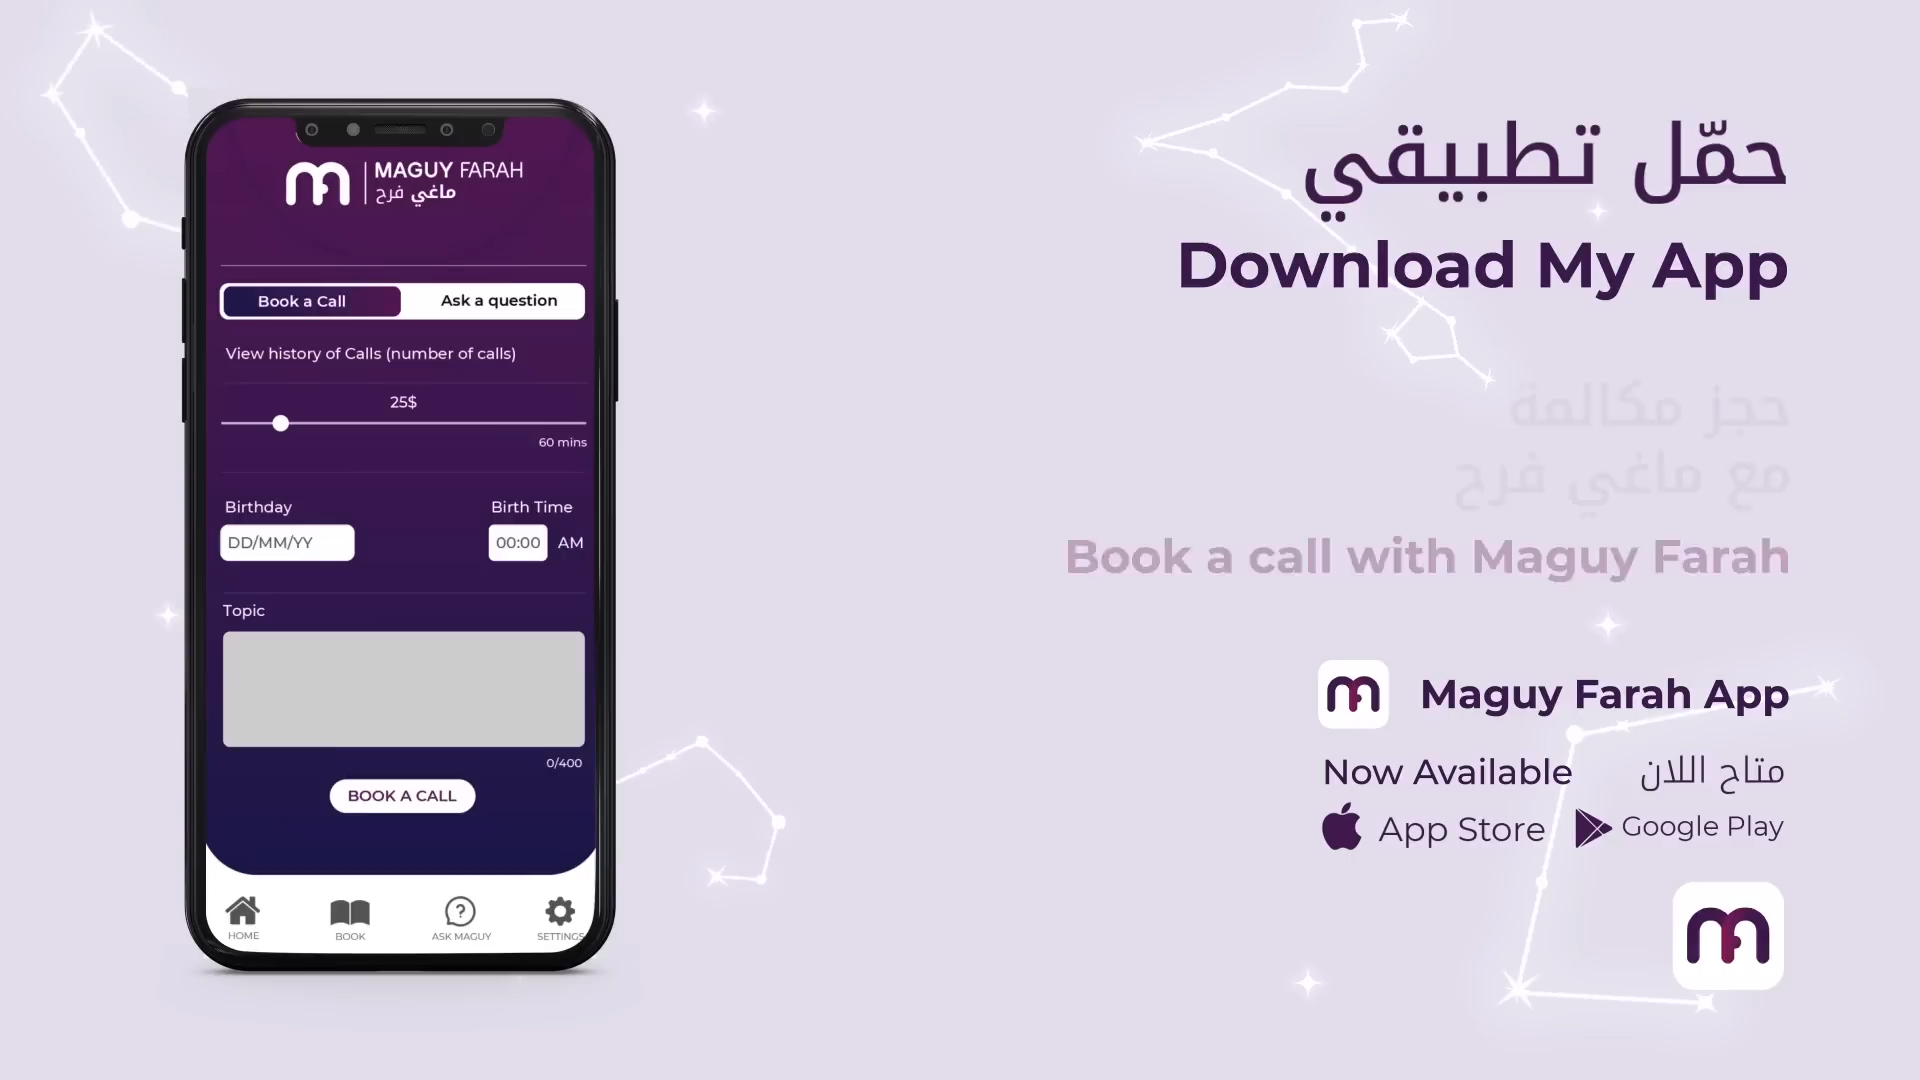 MAGUY FARAH
ماغي فرح
Book a Call
Ask a question
View history of Calls (number of calls)
25$
60 mins
Birthday
Birth Time
DD/MM/YY
00:00 AM
Topic
0/400
BOOK A CALL
HOME
BOOK
ASK MAGUY
SETTINGS
حمّل تطبيقي
Download My App
حجز مكالمة
مع ماغي فرح
Book a call with Maguy Farah
Maguy Farah App
Now Available
متاح اللان
App Store
Google Play